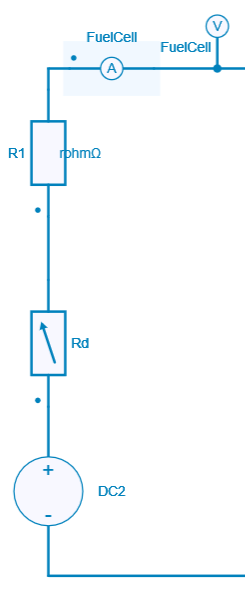 V
FuelCell
FuelCell
A
R1 rohmΩ
Rd
+
DC2
-